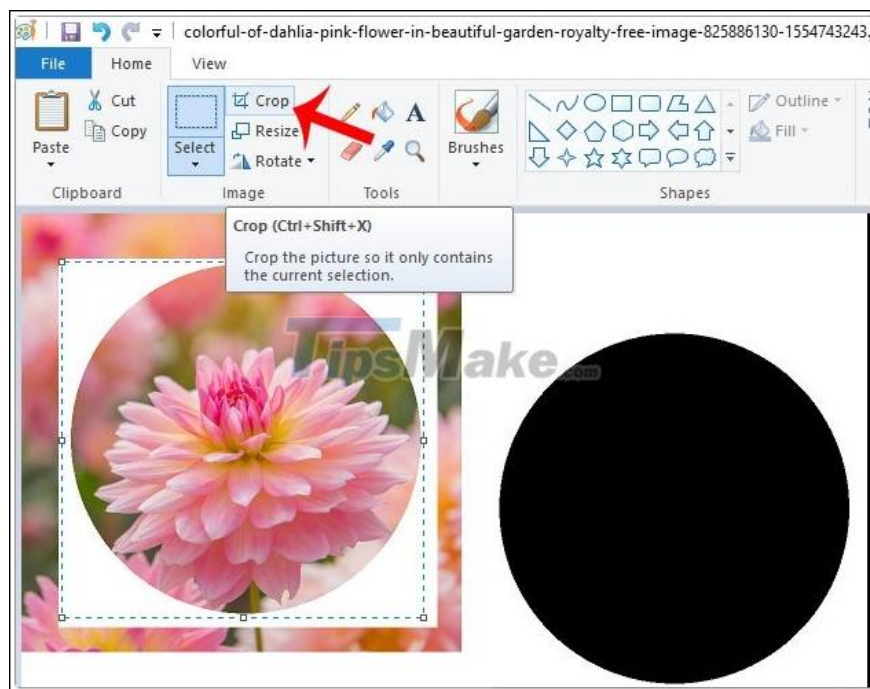 colorful-of-dahlia-pink-flower-in-beautiful-garden-royalty-free-image-825886130-1554743243.
File Home View
Paste
Cut
Copy
Clipboard
Select
Crop
Resize
Rotate
Image
A
Tools
Brushes
Shapes
Outline
Fill
Crop (Ctrl+Shift+X)
Crop the picture so it only contains
the current selection.
TipsMake.com